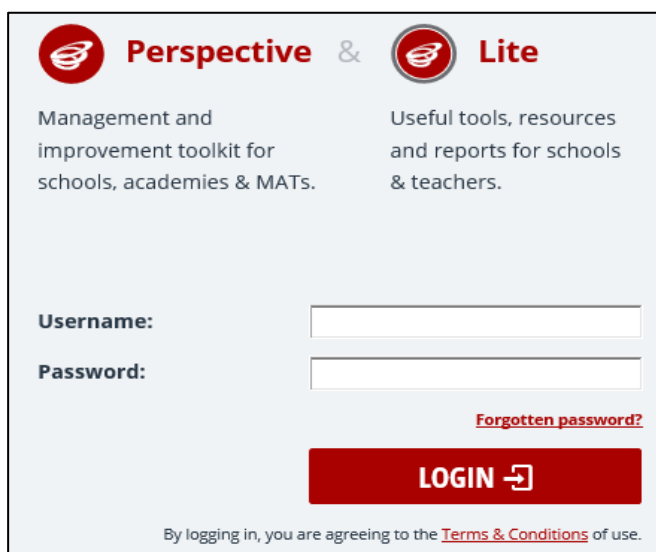 Perspective & Lite
Management and
improvement toolkit for
schools, academies & MATs.
Useful tools, resources
and reports for schools
& teachers.
Username:
Password:
Forgotten password?
LOGIN
By logging in, you are agreeing to the Terms & Conditions of use.